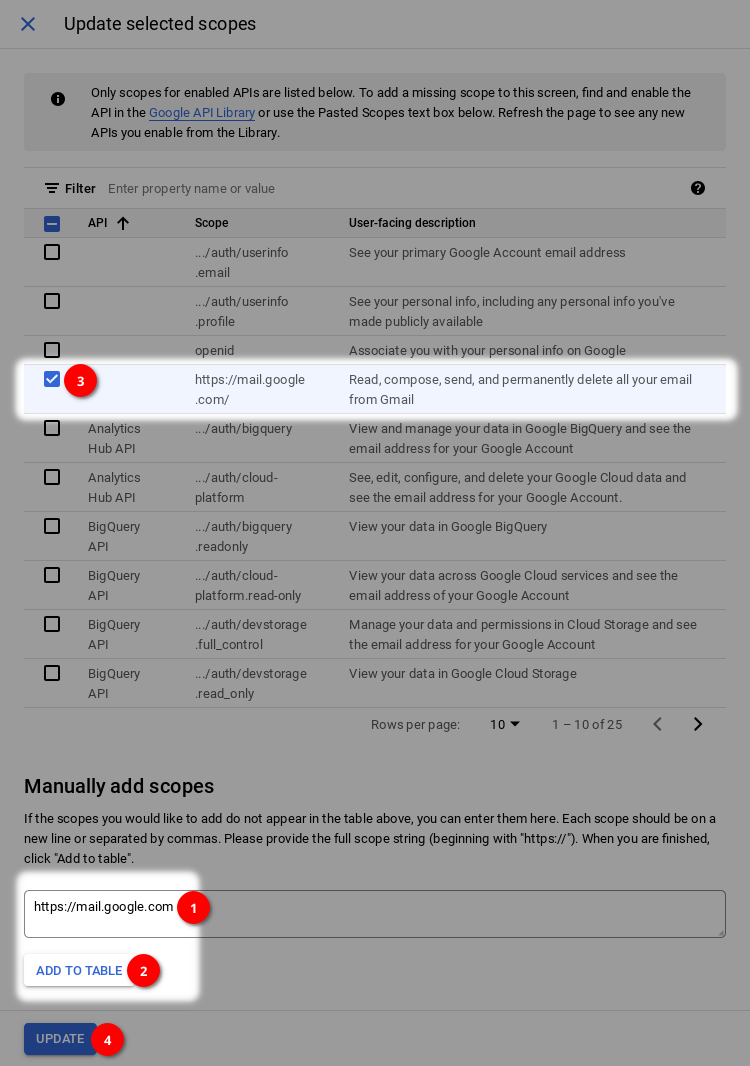 Update selected scopes
Only scopes for enabled APIs are listed below. To add a missing scope to this screen, find and enable the
API in the Google API Library or use the Pasted Scopes text box below. Refresh the page to see any new
APIs you enable from the Library.
Filter Enter property name or value
API Scope User-facing description
.../auth/userinfo See your primary Google Account email address
.email
.../auth/userinfo See your personal info, including any personal info you've
.profile made publicly available
openid Associate you with your personal info on Google
3 https://mail.google Read, compose, send, and permanently delete all your email
.com/ from Gmail
Analytics .../auth/bigquery View and manage your data in Google BigQuery and see the
Hub API email address for your Google Account
Analytics .../auth/cloud- See, edit, configure, and delete your Google Cloud data and
Hub API platform see the email address for your Google Account.
BigQuery .../auth/bigquery View your data in Google BigQuery
API .readonly
BigQuery .../auth/cloud- View your data across Google Cloud services and see the
API platform.read-only email address of your Google Account
BigQuery .../auth/devstorage Manage your data and permissions in Cloud Storage and see
API .full_control the email address for your Google Account
BigQuery .../auth/devstorage View your data in Google Cloud Storage
API .read_only
Rows per page: 10 1 – 10 of 25
Manually add scopes
If the scopes you would like to add do not appear in the table above, you can enter them here. Each scope should be on a
new line or separated by commas. Please provide the full scope string (beginning with "https://"). When you are finished,
click "Add to table".
https://mail.google.com 1
ADD TO TABLE 2
UPDATE 4